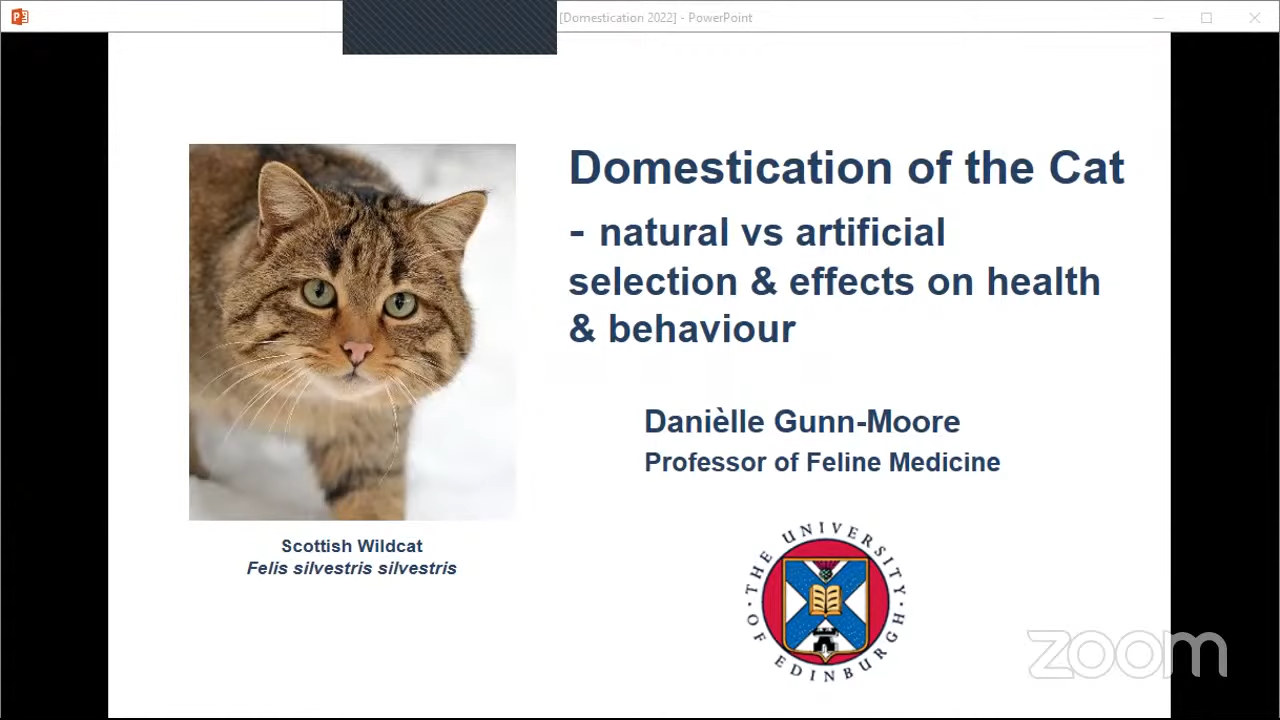 [Domestication 2022] - PowerPoint
Domestication of the Cat
- natural vs artificial
selection & effects on health
& behaviour
Danièlle Gunn-Moore
Professor of Feline Medicine
Scottish Wildcat
Felis silvestris silvestris
THE UNIVERSITY
OF EDINBURGH
zoom